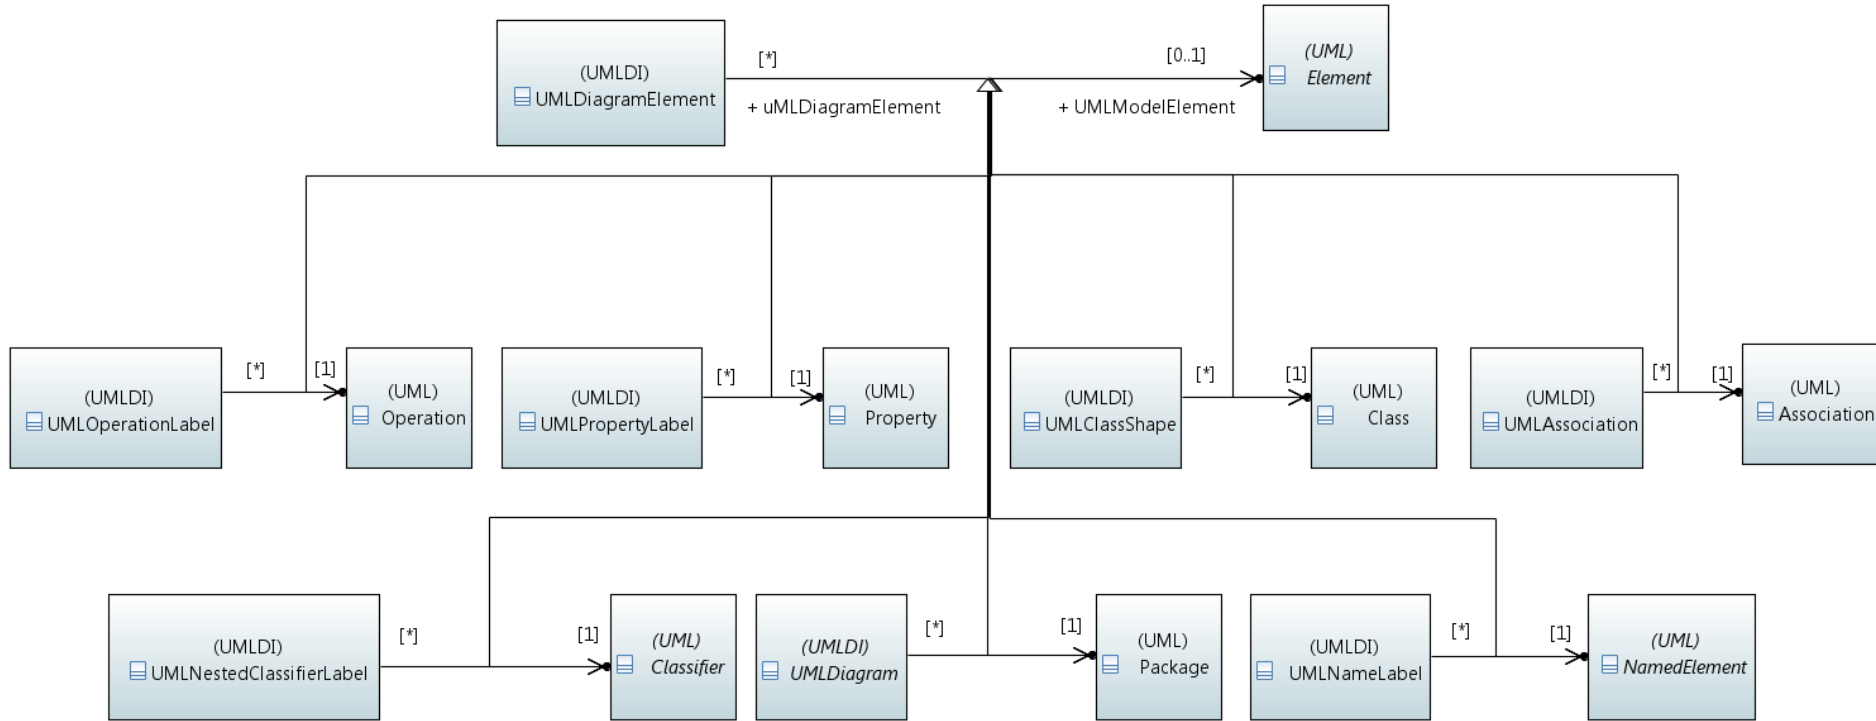 (UMLDI)
UMLDiagramElement
[*]
+ uMLDiagramElement
[0..1]
+ UMLModelElement
(UML)
Element
(UMLDI)
UMLOperationLabel
[*]
[1]
(UML)
Operation
(UMLDI)
UMLPropertyLabel
[*]
[1]
(UML)
Property
(UMLDI)
UMLClassShape
[*]
[1]
(UML)
Class
(UMLDI)
UMLAssociation
[*]
[1]
(UML)
Association
(UMLDI)
UMLNestedClassifierLabel
[*]
[1]
(UML)
Classifier
(UMLDI)
UMLDiagram
[*]
[1]
(UML)
Package
(UMLDI)
UMLNameLabel
[*]
[1]
(UML)
NamedElement